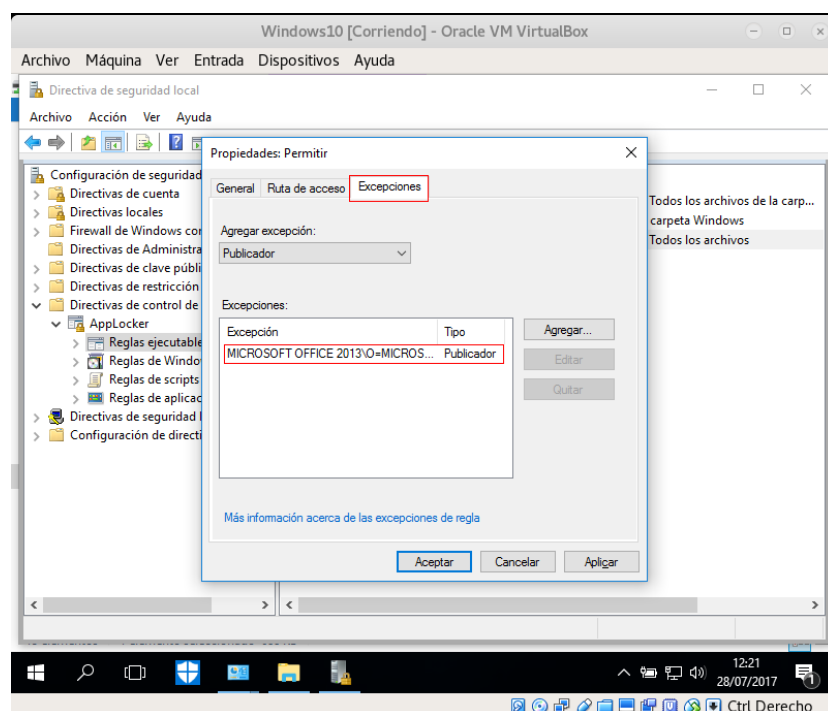 Windows10 [Corriendo] - Oracle VM VirtualBox
Archivo Máquina Ver Entrada Dispositivos Ayuda
Directiva de seguridad local
Archivo Acción Ver Ayuda
Configuración de seguridad
Directivas de cuenta
Directivas locales
Firewall de Windows cor
Directivas de Administra
Directivas de clave públi
Directivas de restricción
Directivas de control de
AppLocker
Reglas ejecutable
Reglas de Windo
Reglas de scripts
Reglas de aplicac
Directivas de seguridad l
Configuración de directi
Propiedades: Permitir
General Ruta de acceso Excepciones
Agregar excepción:
Publicador
Excepciones:
Excepción Tipo
MICROSOFT OFFICE 2013\O=MICROS... Publicador
Agregar...
Editar
Quitar
Más información acerca de las excepciones de regla
Aceptar Cancelar Aplicar
Todos los archivos de la carp...
carpeta Windows
Todos los archivos
12:21
28/07/2017
1
Ctrl Derecho